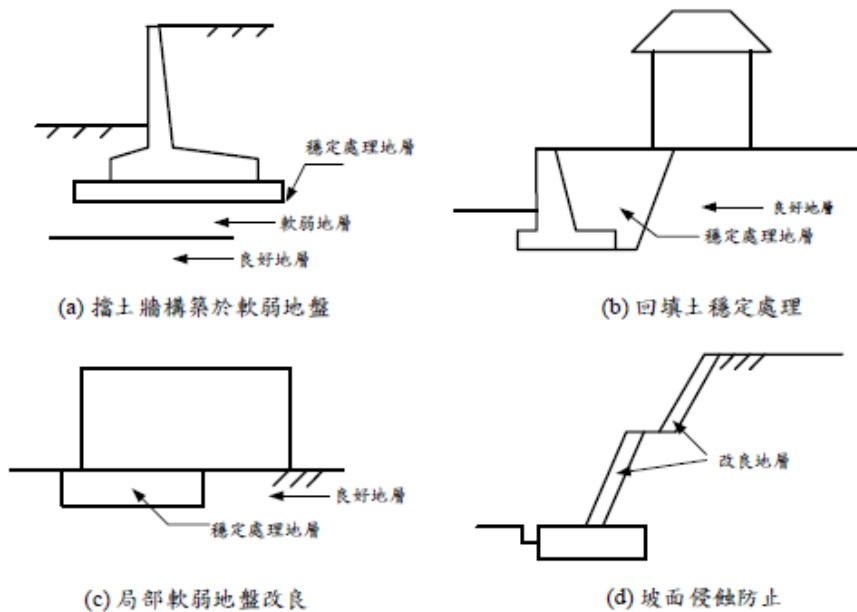 穩定處理地層
軟弱地層
良好地層
(a) 擋土牆構築於軟弱地盤
良好地層
穩定處理地層
(b) 回填土穩定處理
良好地層
穩定處理地層
(c) 局部軟弱地盤改良
改良地層
(d) 坡面侵蝕防止